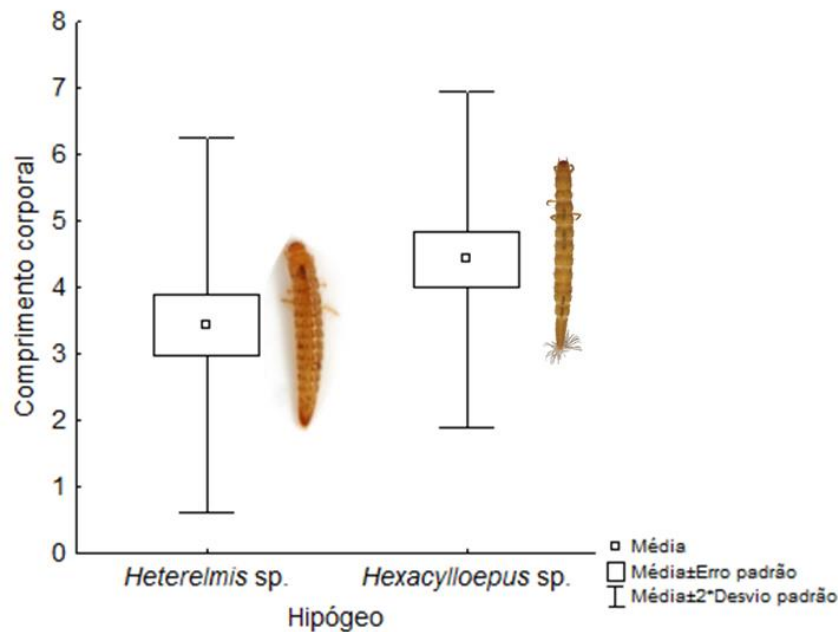 8
7
6
5
4
3
2
1
0
Comprimento corporal
Heterelmis sp.
Hexacylloepus sp.
Hipógeo
Média
Média±Erro padrão
Média±2*Desvio padrão